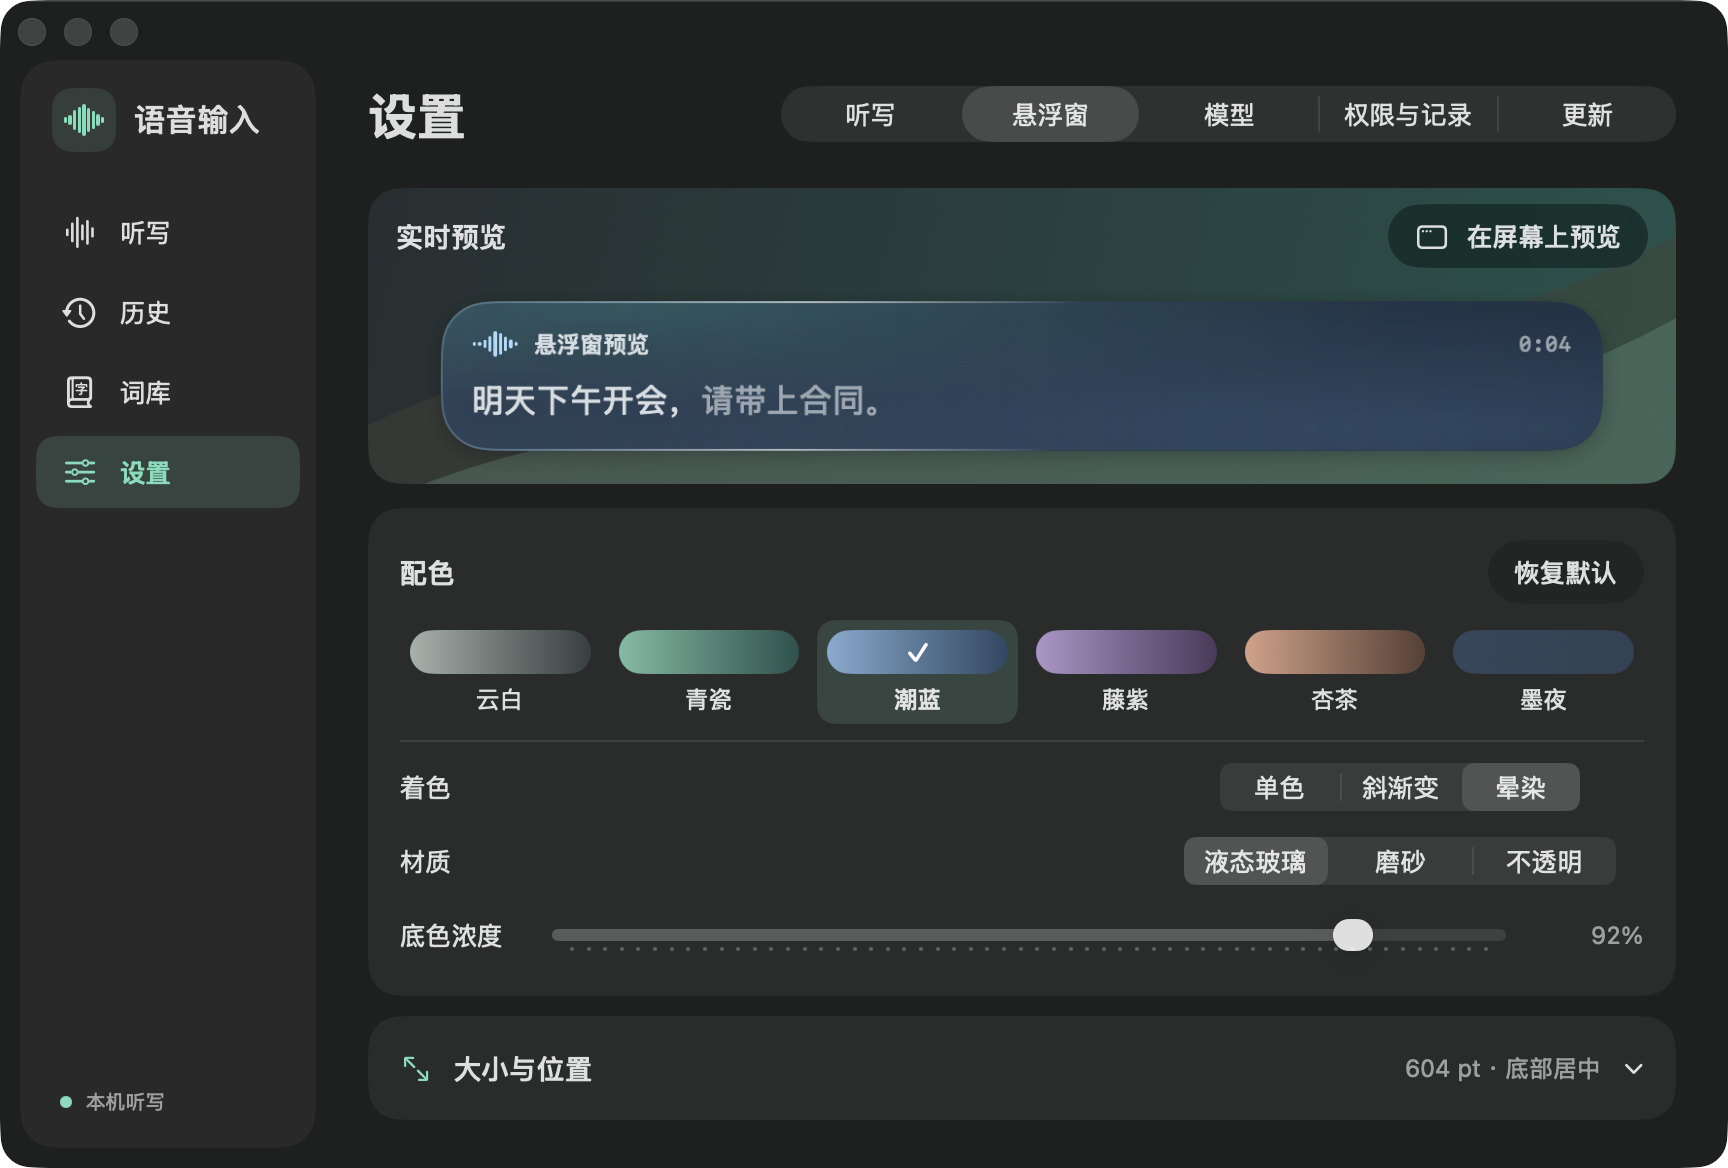 语音输入
听写
历史
词库
设置
本机听写
设置
听写 悬浮窗 模型 权限与记录 更新
实时预览
在屏幕上预览
悬浮窗预览
0:04
明天下午开会，请带上合同。
配色
恢复默认
云白 青瓷 潮蓝 藤紫 杏茶 墨夜
着色
单色 斜渐变 晕染
材质
液态玻璃 磨砂 不透明
底色浓度
92%
大小与位置
604 pt · 底部居中